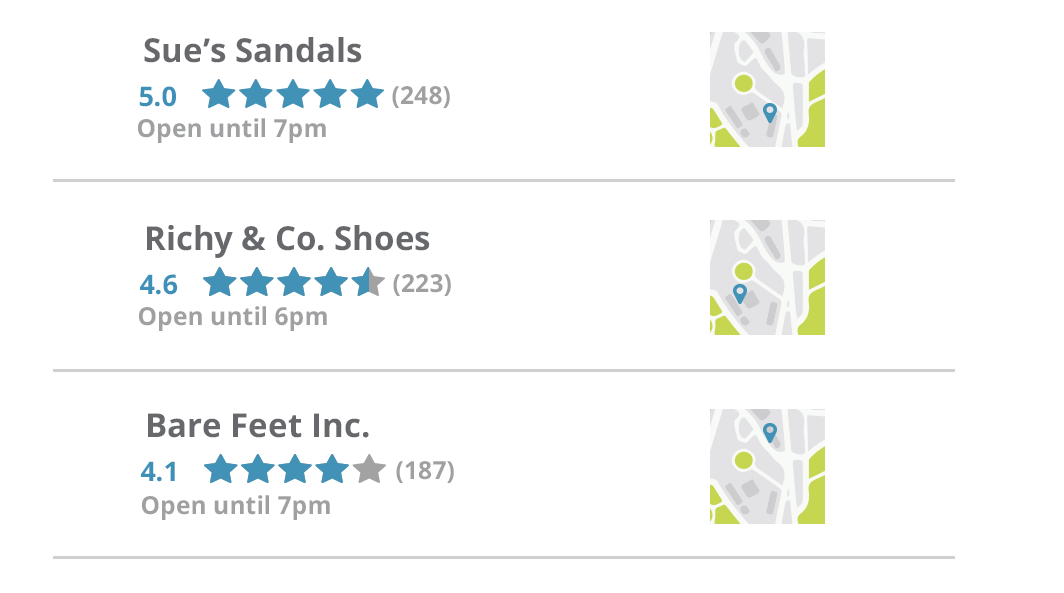 Sue’s Sandals
5.0 (248)
Open until 7pm
Richy & Co. Shoes
4.6 (223)
Open until 6pm
Bare Feet Inc.
4.1 (187)
Open until 7pm